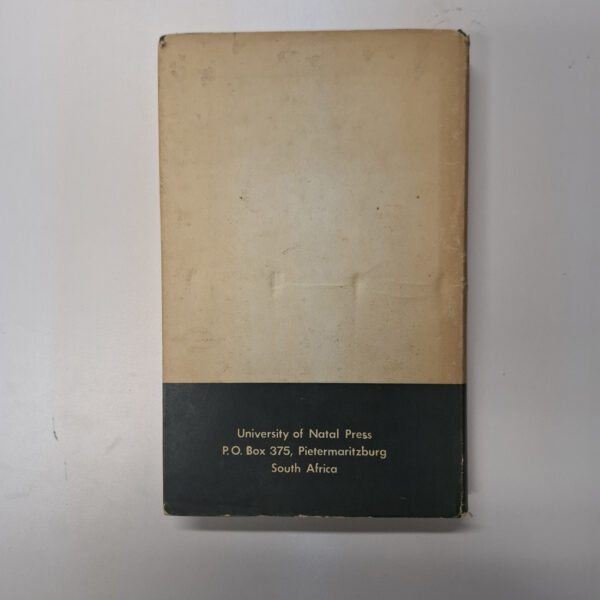 University of Natal Press
P.O. Box 375, Pietermaritzburg
South Africa